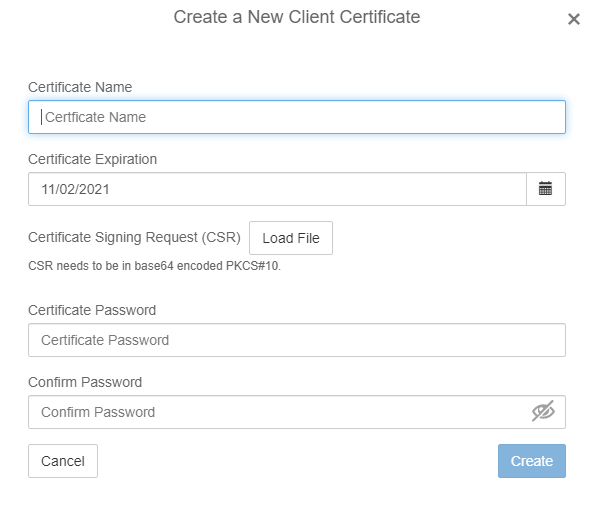 Create a New Client Certificate
Certificate Name
Certficate Name
Certificate Expiration
11/02/2021
Certificate Signing Request (CSR) Load File
CSR needs to be in base64 encoded PKCS#10.
Certificate Password
Certificate Password
Confirm Password
Confirm Password
Cancel Create